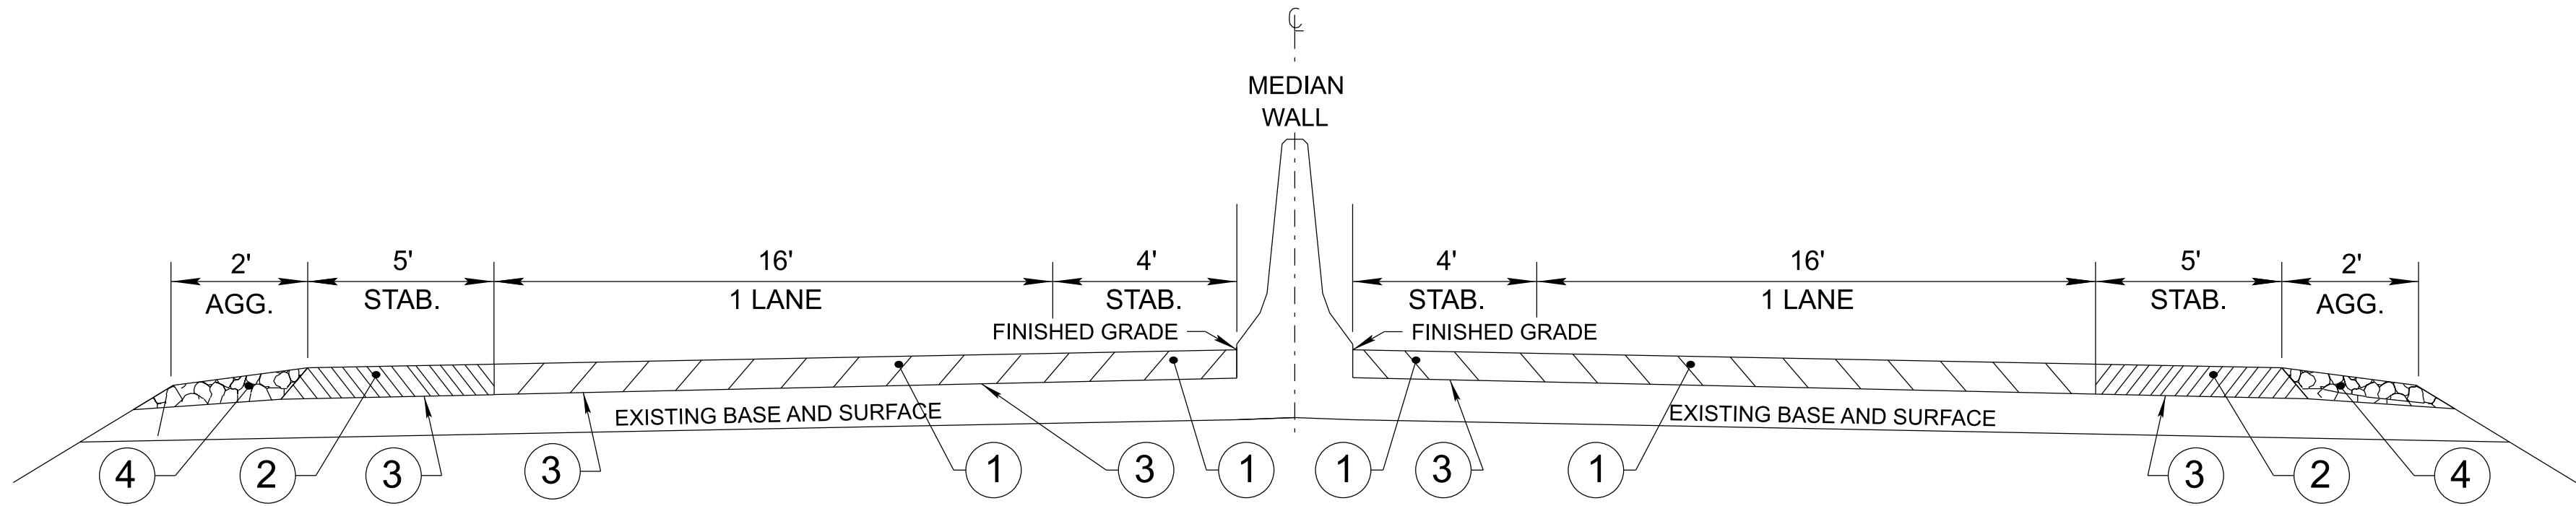 ℄
MEDIAN
WALL
2' 5' 16' 4' 4' 16' 5' 2'
AGG. STAB. 1 LANE STAB. STAB. 1 LANE STAB. AGG.
FINISHED GRADE FINISHED GRADE
EXISTING BASE AND SURFACE EXISTING BASE AND SURFACE
4 2 3 3 1 3 1 1 3 1 3 2 4